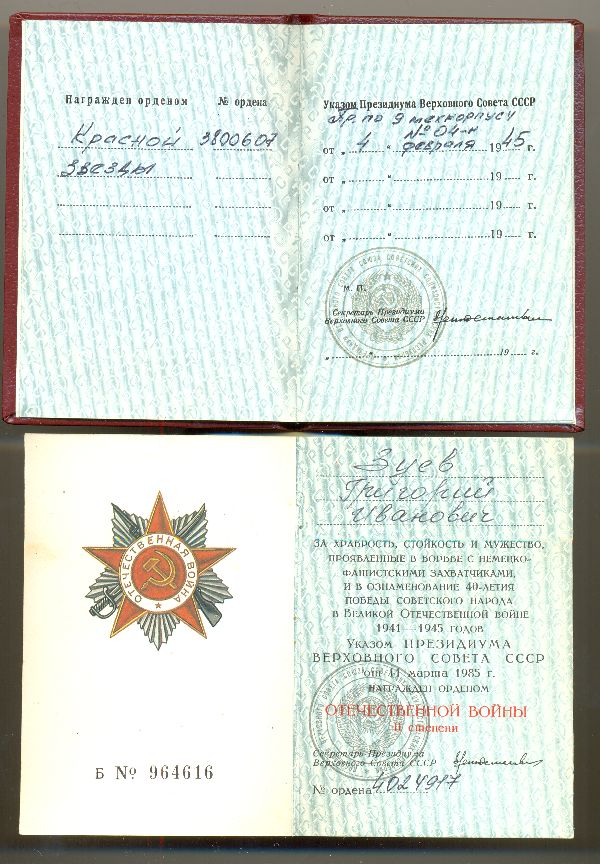 Награжден орденом № ордена
Красной 3800607
Звезды
Указом Президиума Верховного Совета СССР
Пр. по 9 мехкорпусу
№ 04-н
от „ 4 “ февраля 1945 г.
от „ “ 19 г.
от „ “ 19 г.
от „ “ 19 г.
М. П.
Секретарь Президиума
Верховного Совета СССР
„ “ 19 г.
ОТЕЧЕСТВЕННАЯ ВОЙНА
Б № 964616
Зуев
Григорий
Иванович
ЗА ХРАБРОСТЬ, СТОЙКОСТЬ И МУЖЕСТВО,
ПРОЯВЛЕННЫЕ В БОРЬБЕ С НЕМЕЦКО-
ФАШИСТСКИМИ ЗАХВАТЧИКАМИ,
И В ОЗНАМЕНОВАНИЕ 40-ЛЕТИЯ
ПОБЕДЫ СОВЕТСКОГО НАРОДА
В ВЕЛИКОЙ ОТЕЧЕСТВЕННОЙ ВОЙНЕ
1941—1945 ГОДОВ
УКАЗОМ ПРЕЗИДИУМА
ВЕРХОВНОГО СОВЕТА СССР
от 11 марта 1985 г.
НАГРАЖДЕН ОРДЕНОМ
ОТЕЧЕСТВЕННОЙ ВОЙНЫ
II степени
Секретарь Президиума
Верховного Совета СССР
№ ордена 4024917